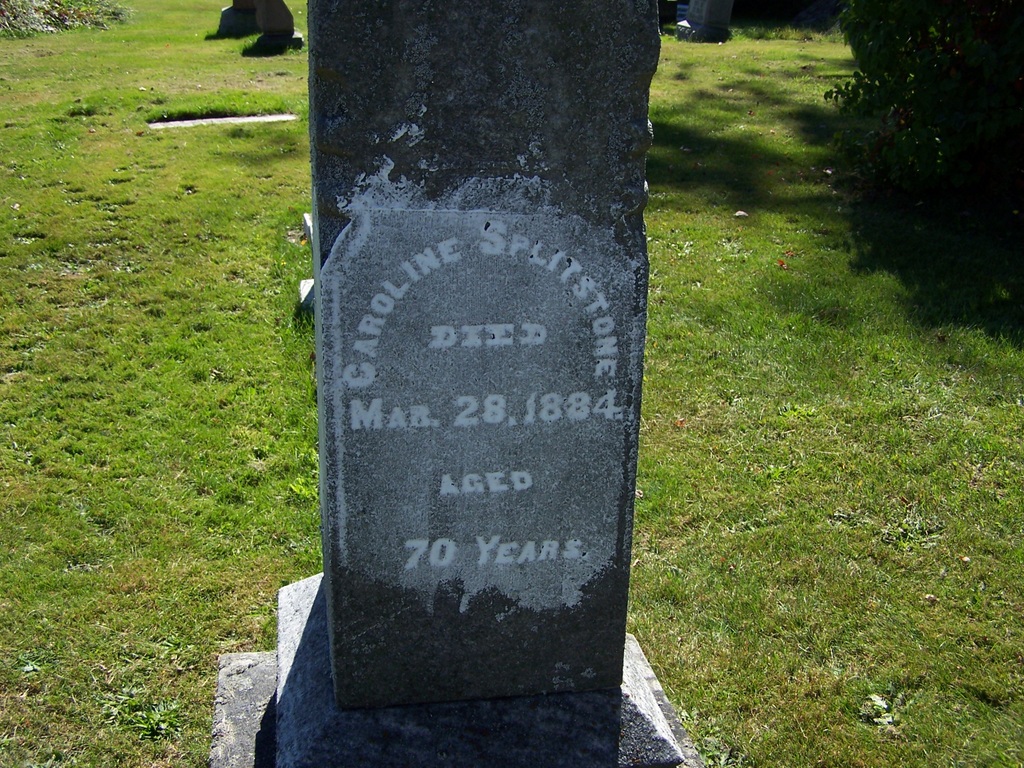 CAROLINE SPLITSTONE
DIED
MAR. 28, 1884.
AGED
70 YEARS.